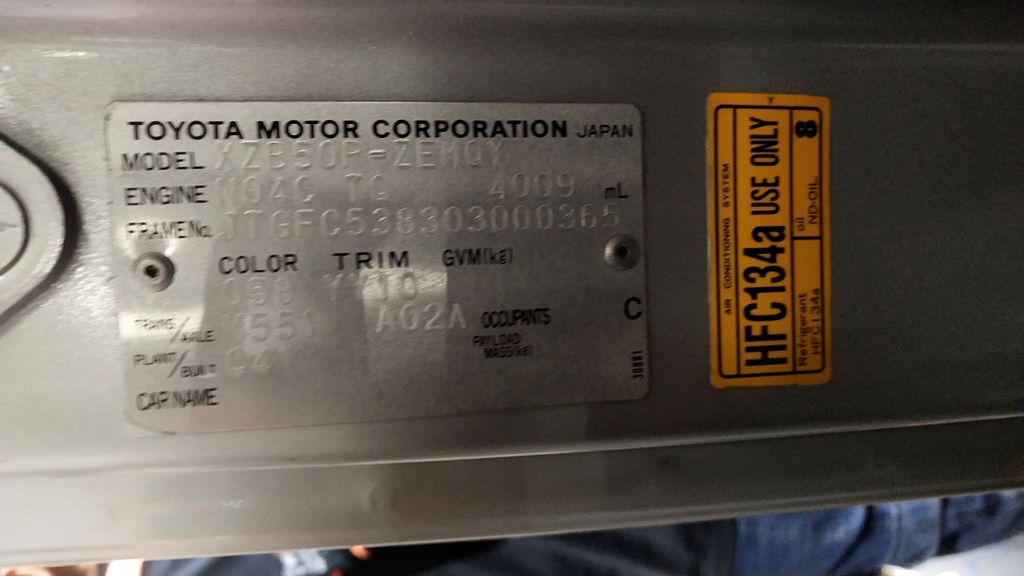 TOYOTA MOTOR CORPORATION JAPAN
MODEL XZB50R-ZEMQY
ENGINE N04C TQ 4009 mL
FRAME No. JTGFC538303000365
COLOR TRIM GVM(kg)
058 YY10
TRANS/AXLE A02A OCCUPANTS C
PAYLOAD MASS(kg)
PLANT/BUILT
CAR NAME
30881
AIR CONDITIONING SYSTEM
HFC134a USE ONLY
Refrigerant
HFC134a
oil
ND-OIL
8